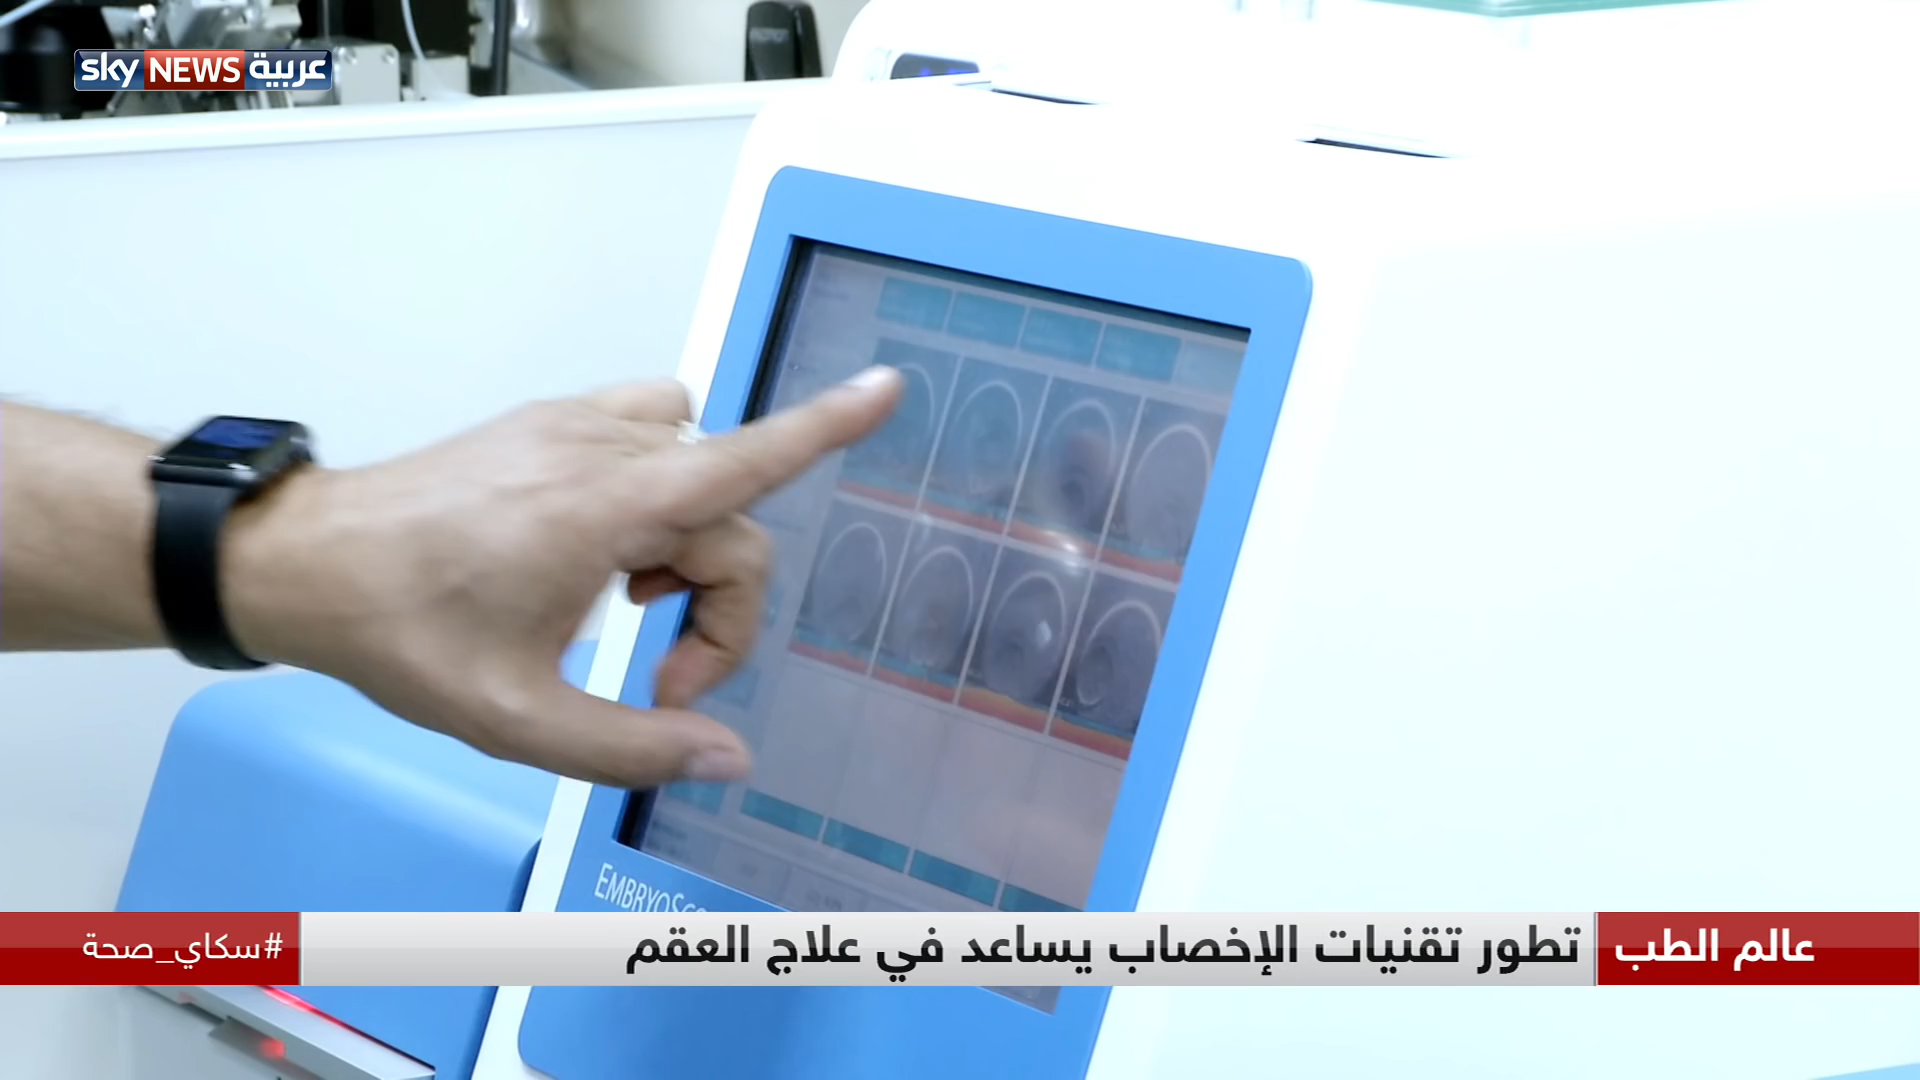 sky NEWS عربية
EMBRYOSC
عالم الطب
تطور تقنيات الإخصاب يساعد في علاج العقم
#سكاي_صحة